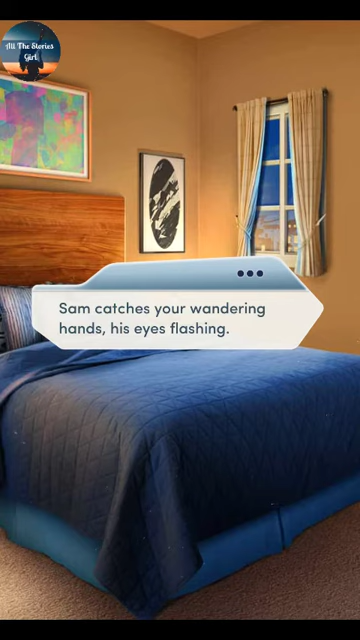 All The Stories
Girl
Sam catches your wandering
hands, his eyes flashing.